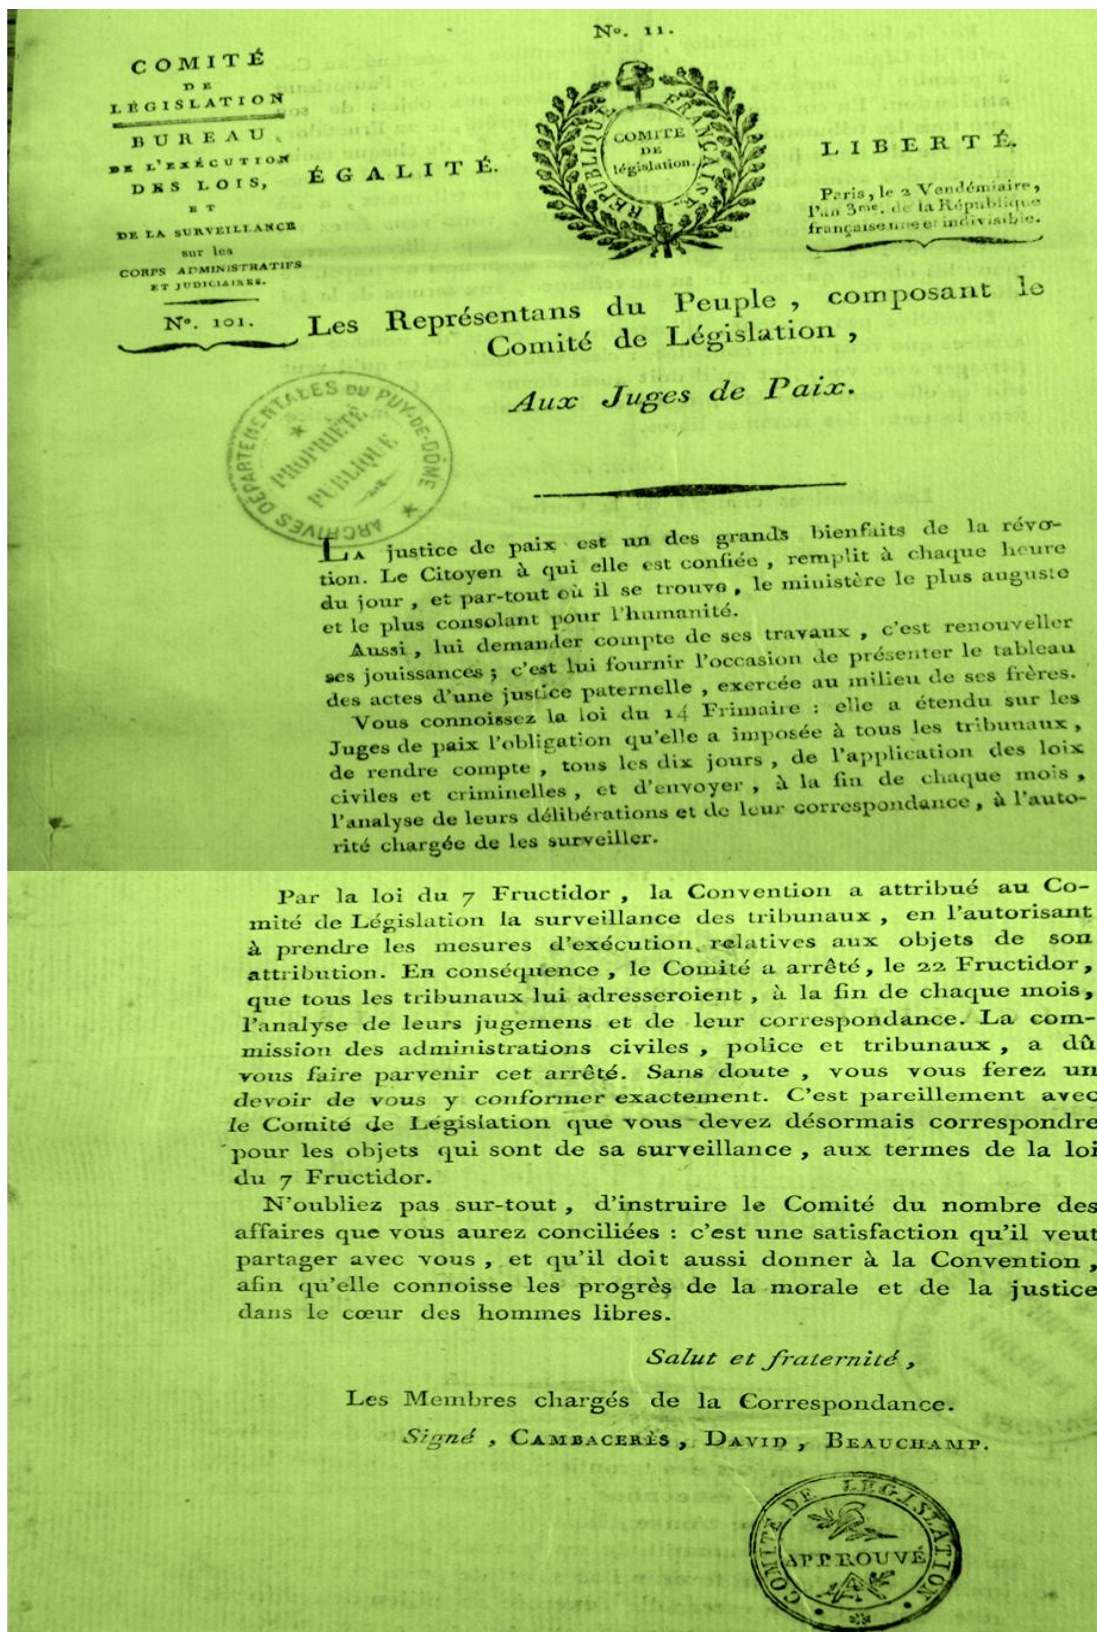 N°. 11.
COMITÉ
DE
LÉGISLATION
BUREAU
DE L'EXÉCUTION
DES LOIS,
ET
DE LA SURVEILLANCE
sur les
CORPS ADMINISTRATIFS
ET JUDICIAIRES.
N°. 101.
ÉGALITÉ.
RÉPUBLIQUE FRANÇAISE.
COMITÉ
DE
législation.
LIBERTÉ.
Paris, le 2 Vendémiaire,
l'an 3me. de la République
française une et indivisible.
Les Représentans du Peuple, composant le
Comité de Législation,
Aux Juges de Paix.
ARCHIVES DÉPARTEMENTALES DU PUY-DE-DÔME
PROPRIÉTÉ
PUBLIQUE
LA justice de paix est un des grands bienfaits de la révo-
tion. Le Citoyen à qui elle est confiée, remplit à chaque heure
du jour, et par-tout où il se trouve, le ministère le plus auguste
et le plus consolant pour l'humanité.
Aussi, lui demander compte de ses travaux, c'est renouveller
ses jouissances; c'est lui fournir l'occasion de présenter le tableau
des actes d'une justice paternelle, exercée au milieu de ses frères.
Vous connoissez la loi du 14 Frimaire : elle a étendu sur les
Juges de paix l'obligation qu'elle a imposée à tous les tribunaux,
de rendre compte, tous les dix jours, de l'application des loix
civiles et criminelles, et d'envoyer, à la fin de chaque mois,
l'analyse de leurs délibérations et de leur correspondance, à l'auto-
rité chargée de les surveiller.
Par la loi du 7 Fructidor, la Convention a attribué au Co-
mité de Législation la surveillance des tribunaux, en l'autorisant
à prendre les mesures d'exécution relatives aux objets de son
attribution. En conséquence, le Comité a arrêté, le 22 Fructidor,
que tous les tribunaux lui adresseroient, à la fin de chaque mois,
l'analyse de leurs jugemens et de leur correspondance. La com-
mission des administrations civiles, police et tribunaux, a dû
vous faire parvenir cet arrêté. Sans doute, vous vous ferez un
devoir de vous y conformer exactement. C'est pareillement avec
le Comité de Législation que vous devez désormais correspondre
pour les objets qui sont de sa surveillance, aux termes de la loi
du 7 Fructidor.
N'oubliez pas sur-tout, d'instruire le Comité du nombre des
affaires que vous aurez conciliées : c'est une satisfaction qu'il veut
partager avec vous, et qu'il doit aussi donner à la Convention,
afin qu'elle connoisse les progrès de la morale et de la justice
dans le cœur des hommes libres.
Salut et fraternité,
Les Membres chargés de la Correspondance.
Signé, CAMBACERÈS, DAVID, BEAUCHAMP.
COMITÉ DE LÉGISLATION
APPROUVÉ